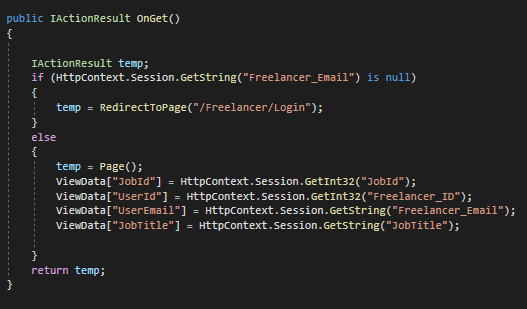 public IActionResult OnGet()
{
IActionResult temp;
if (HttpContext.Session.GetString("Freelancer_Email") is null)
{
temp = RedirectToPage("/Freelancer/Login");
}
else
{
temp = Page();
ViewData["JobId"] = HttpContext.Session.GetInt32("JobId");
ViewData["UserId"] = HttpContext.Session.GetInt32("Freelancer_ID");
ViewData["UserEmail"] = HttpContext.Session.GetString("Freelancer_Email");
ViewData["JobTitle"] = HttpContext.Session.GetString("JobTitle");
}
return temp;
}